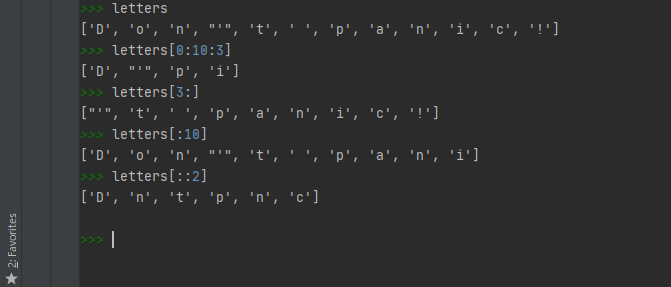 >>> letters
['D', 'o', 'n', "'", 't', ' ', 'p', 'a', 'n', 'i', 'c', '!']
>>> letters[0:10:3]
['D', "'", 'p', 'i']
>>> letters[3:]
["'", 't', ' ', 'p', 'a', 'n', 'i', 'c', '!']
>>> letters[:10]
['D', 'o', 'n', "'", 't', ' ', 'p', 'a', 'n', 'i']
>>> letters[::2]
['D', 'n', 't', 'p', 'n', 'c']
>>>
2: Favorites